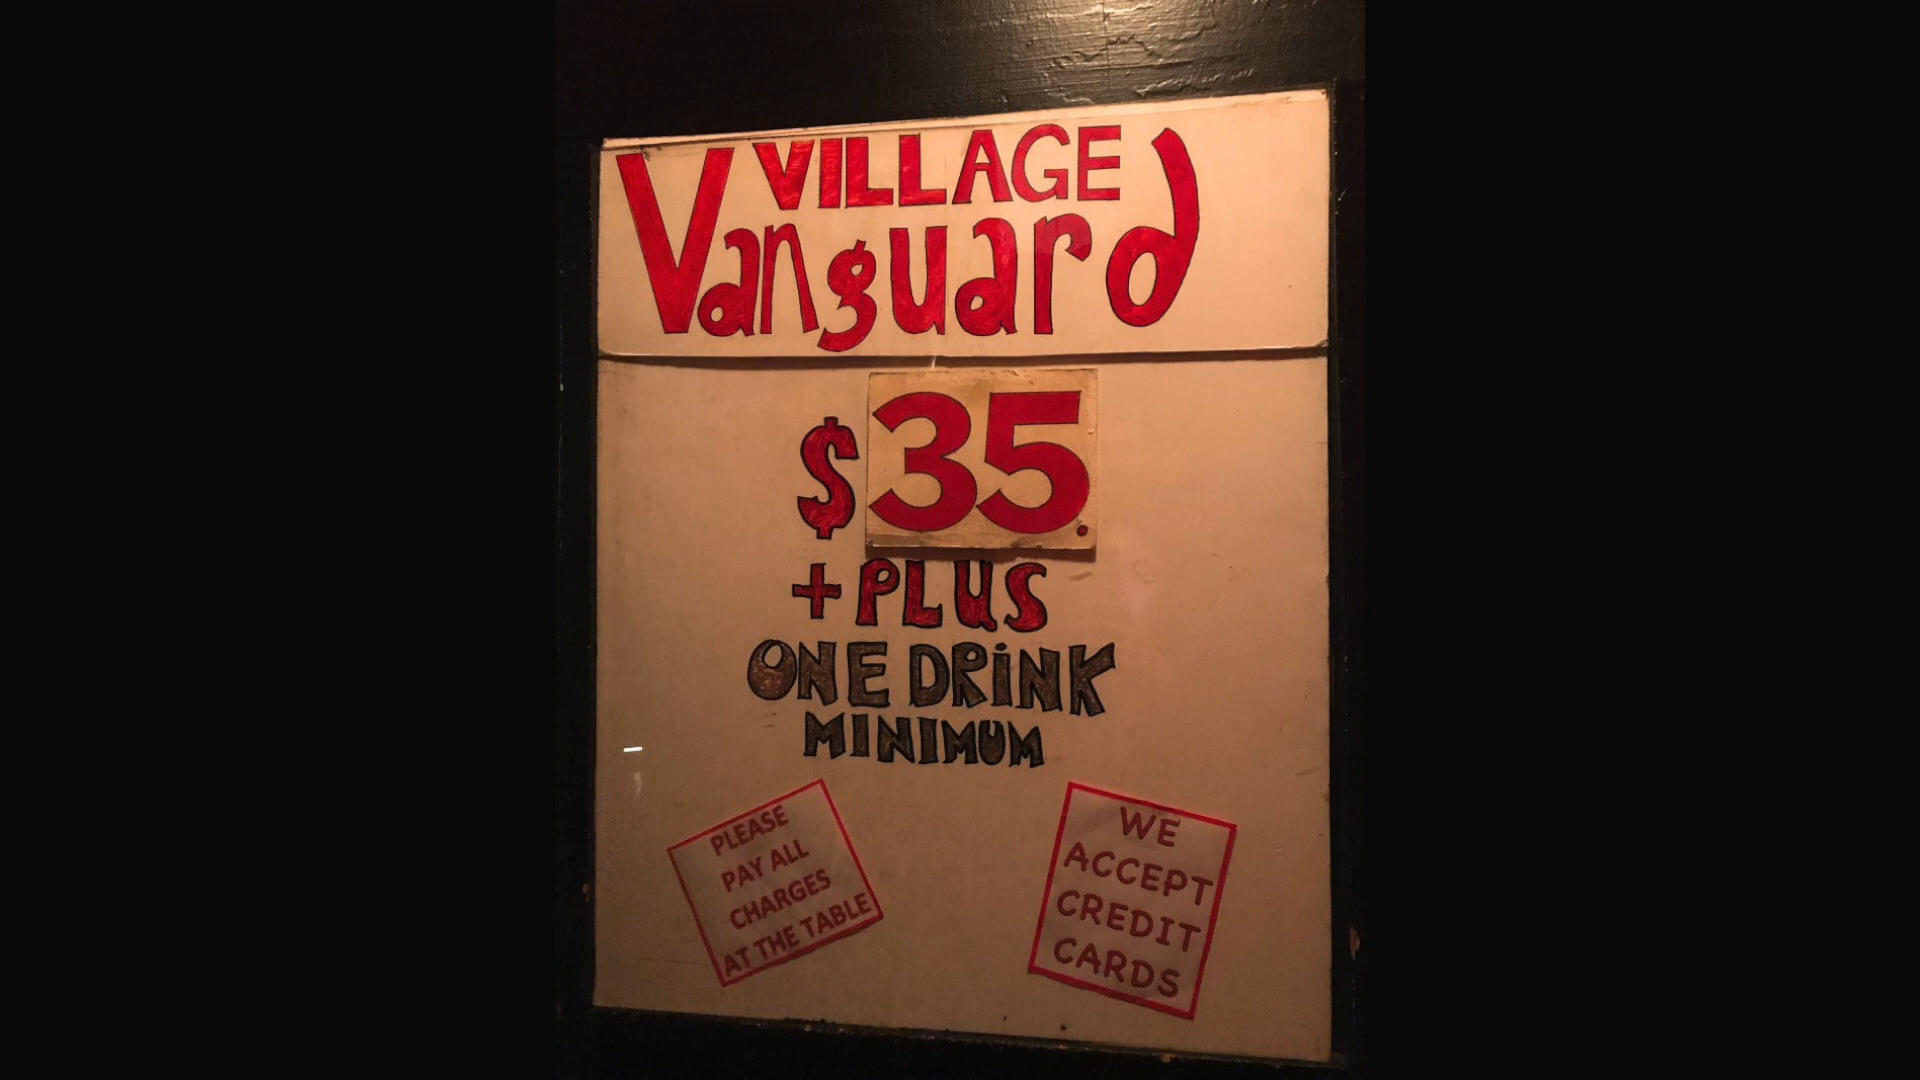 VILLAGE
Vanguard
$35.
+PLUS
ONE DRiNK
MINIMUM
PLEASE
PAY ALL
CHARGES
AT THE TABLE
WE
ACCEPT
CREDIT
CARDS